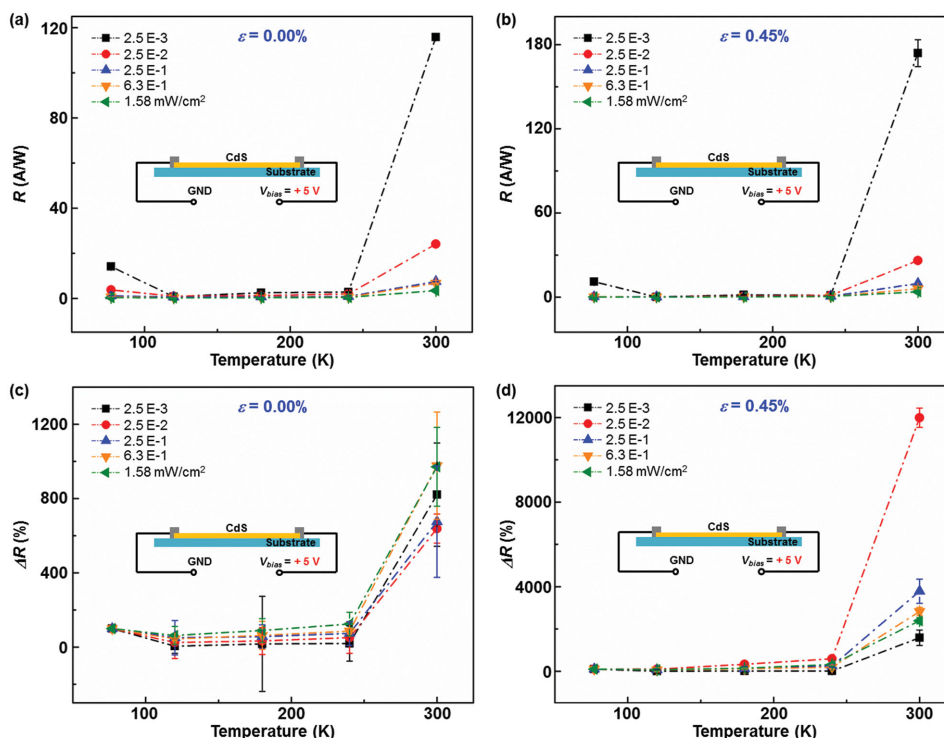 (a)
ε = 0.00%
2.5 E-3
2.5 E-2
2.5 E-1
6.3 E-1
1.58 mW/cm²
CdS
Substrate
GND
V_bias = + 5 V
R (A/W)
120
80
40
0
100
200
300
Temperature (K)
(b)
ε = 0.45%
2.5 E-3
2.5 E-2
2.5 E-1
6.3 E-1
1.58 mW/cm²
CdS
Substrate
GND
V_bias = + 5 V
R (A/W)
180
120
60
0
100
200
300
Temperature (K)
(c)
ε = 0.00%
2.5 E-3
2.5 E-2
2.5 E-1
6.3 E-1
1.58 mW/cm²
CdS
Substrate
GND
V_bias = + 5 V
ΔR (%)
1200
800
400
0
100
200
300
Temperature (K)
(d)
ε = 0.45%
2.5 E-3
2.5 E-2
2.5 E-1
6.3 E-1
1.58 mW/cm²
CdS
Substrate
GND
V_bias = + 5 V
ΔR (%)
12000
8000
4000
0
100
200
300
Temperature (K)